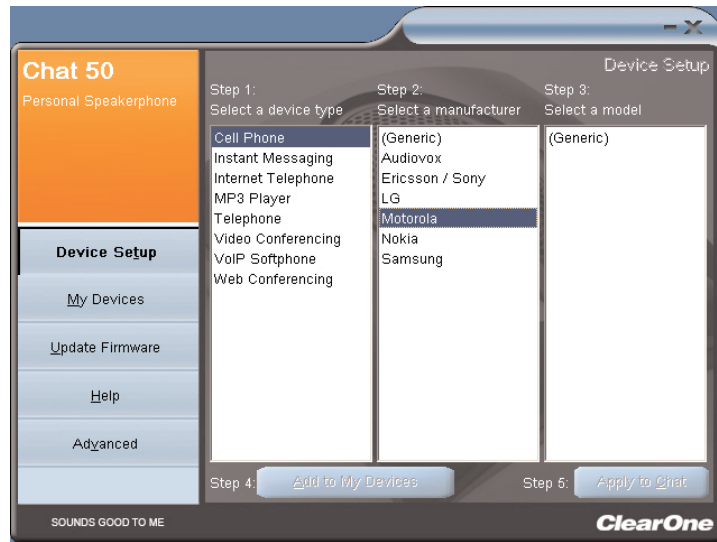 Chat 50
Personal Speakerphone
Device Setup
My Devices
Update Firmware
Help
Advanced
SOUNDS GOOD TO ME
Device Setup
Step 1:
Select a device type
Cell Phone
Instant Messaging
Internet Telephone
MP3 Player
Telephone
Video Conferencing
VoIP Softphone
Web Conferencing
Step 2:
Select a manufacturer
(Generic)
Audiovox
Ericsson / Sony
LG
Motorola
Nokia
Samsung
Step 3:
Select a model
(Generic)
Step 4: Add to My Devices
Step 5: Apply to Chat
ClearOne